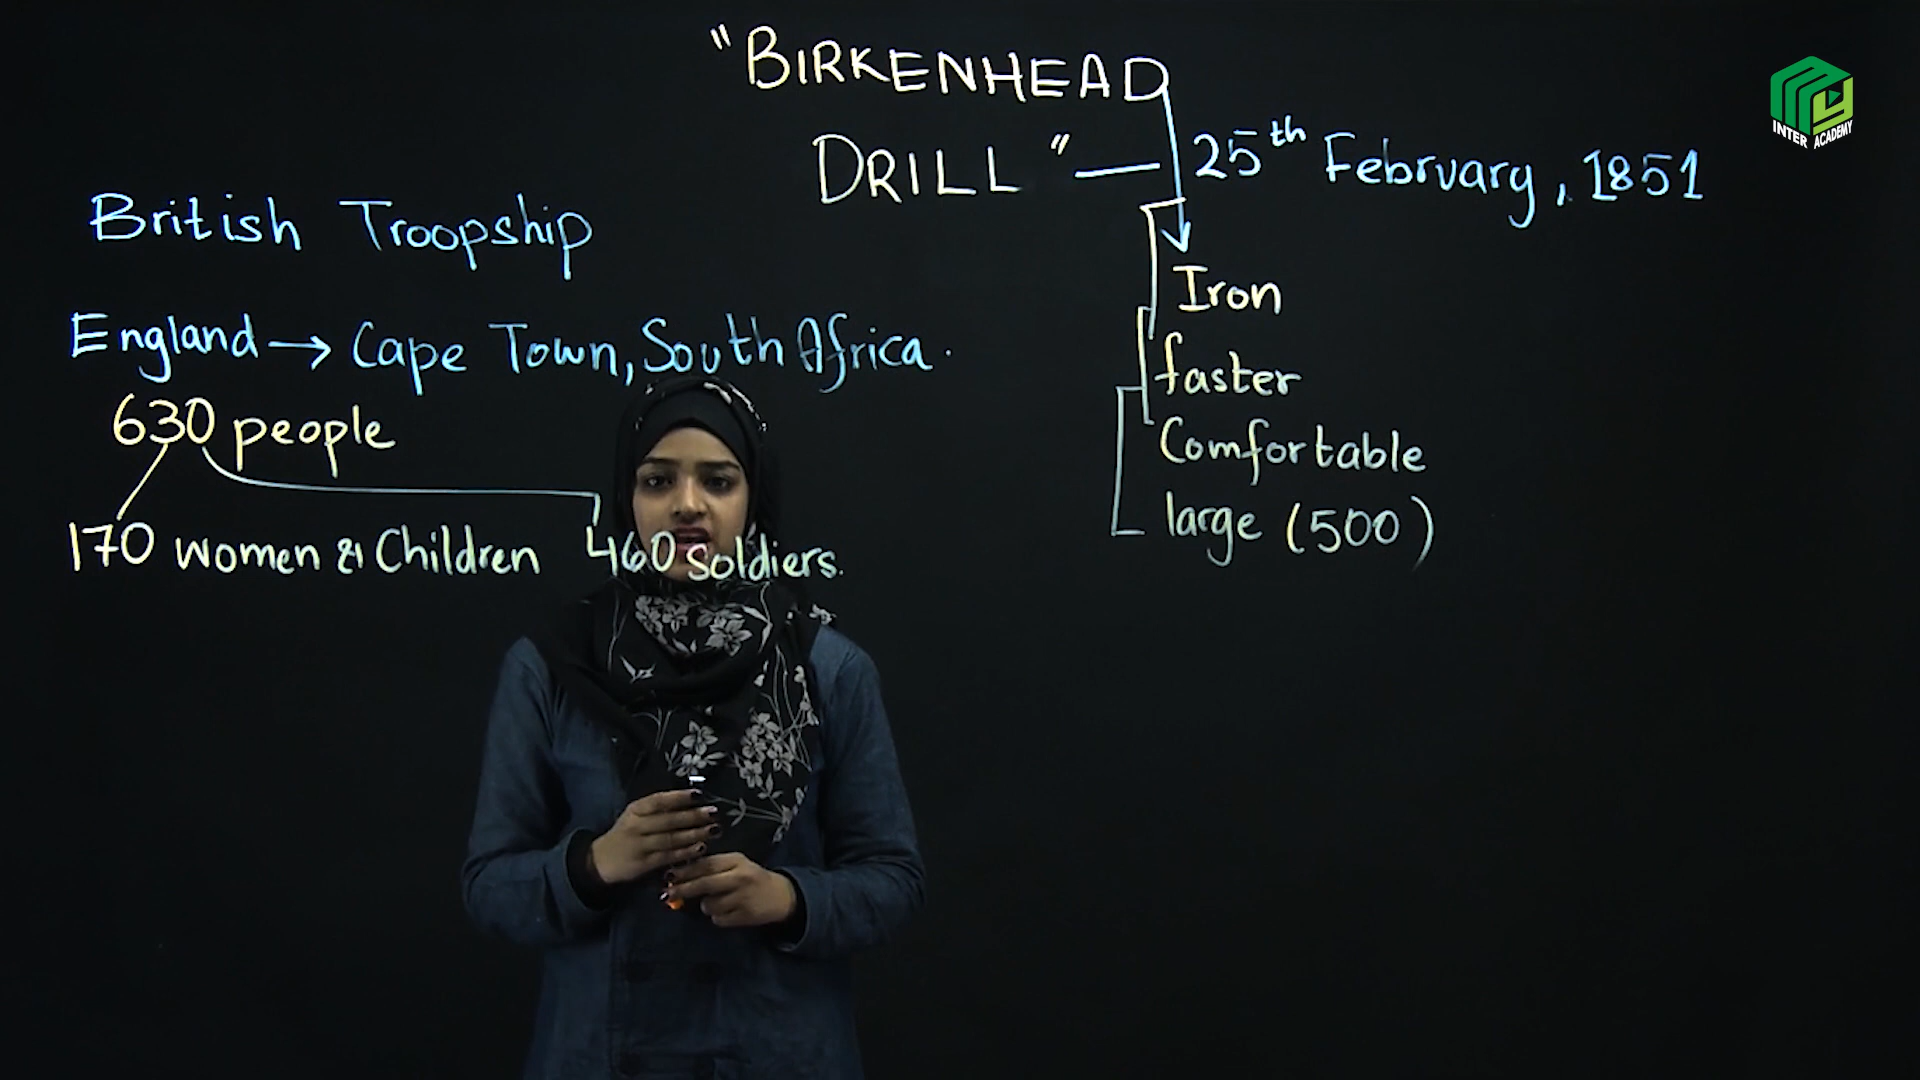 "BIRKENHEAD
DRILL" — 25th February, 1851
British Troopship
England → Cape Town, South Africa.
630 people
170 women & Children 460 Soldiers.
Iron
faster
Comfortable
large (500)
MY
INTER ACADEMY